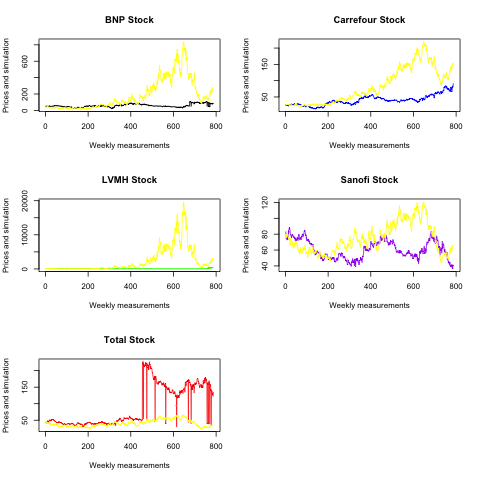 BNP Stock
Prices and simulation
0 200 600
0 200 400 600 800
Weekly measurements
Carrefour Stock
Prices and simulation
50 150
0 200 400 600 800
Weekly measurements
LVMH Stock
Prices and simulation
0 10000 20000
0 200 400 600 800
Weekly measurements
Sanofi Stock
Prices and simulation
40 60 80 120
0 200 400 600 800
Weekly measurements
Total Stock
Prices and simulation
50 150
0 200 400 600 800
Weekly measurements